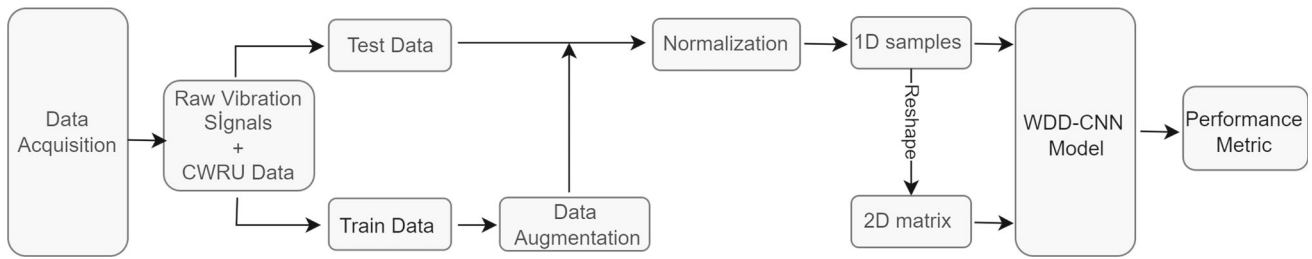 Data
Acquisition
Raw Vibration
Sİgnals
+
CWRU Data
Test Data
Train Data
Data
Augmentation
Normalization
1D samples
Reshape
2D matrix
WDD-CNN
Model
Performance
Metric